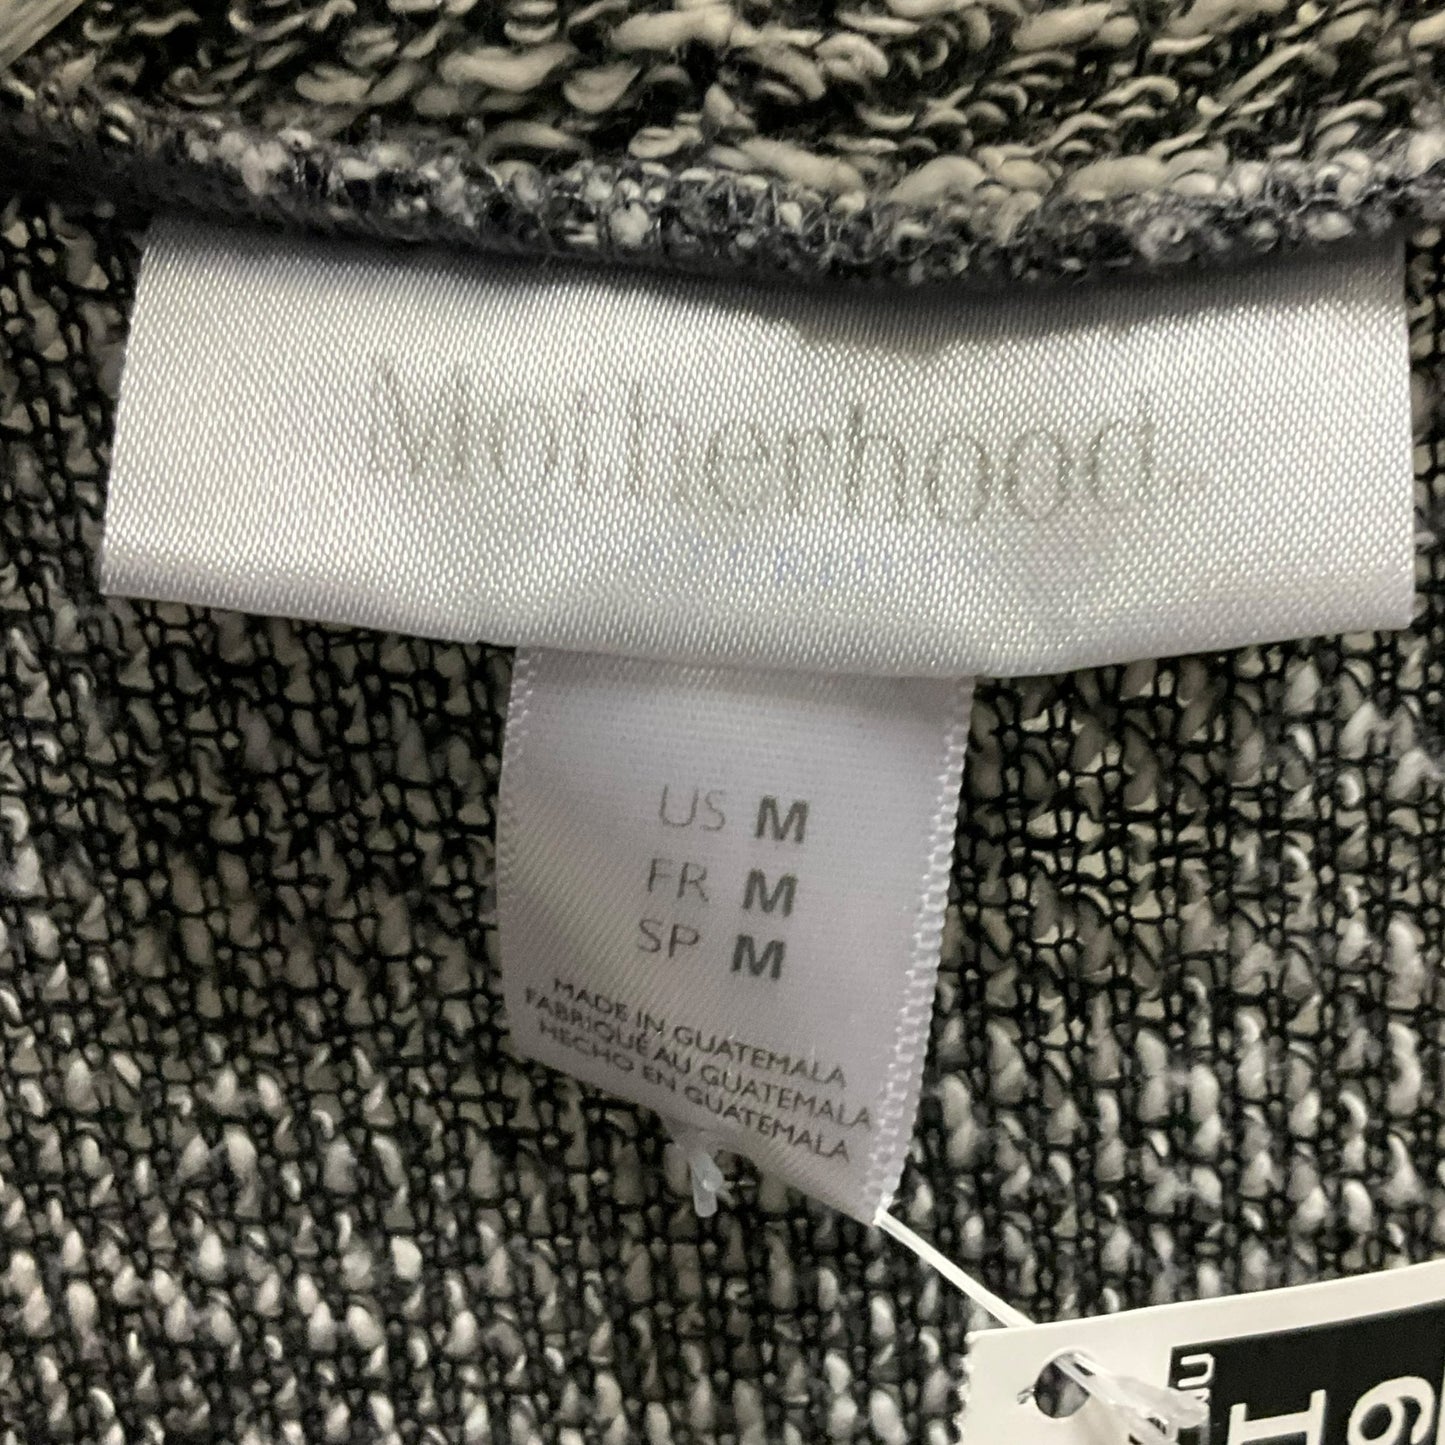 Motherhood
US M
FR M
SP M
MADE IN GUATEMALA
FABRIQUÉ AU GUATEMALA
HECHO EN GUATEMALA